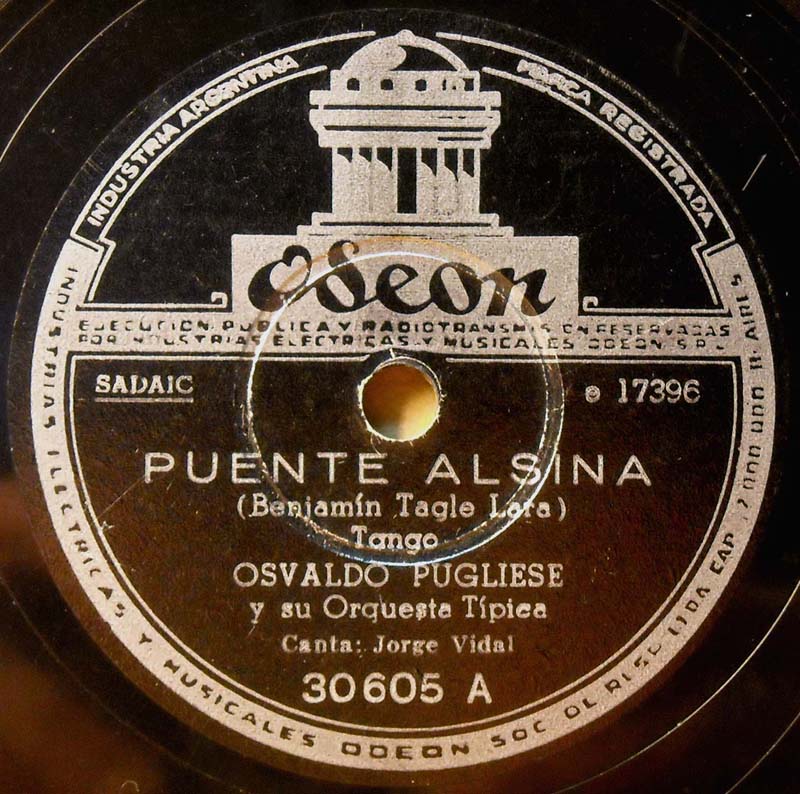 INDUSTRIA ARGENTINA
MARCA REGISTRADA
Odeon
EJECUCION PUBLICA Y RADIOTRANSMISION RESERVADAS
POR INDUSTRIAS ELECTRICAS Y MUSICALES ODEON S.R.L.
SADAIC
e 17396
PUENTE ALSINA
(Benjamín Tagle Lara)
Tango
OSVALDO PUGLIESE
y su Orquesta Típica
Canta: Jorge Vidal
30605 A
INDUSTRIAS ELECTRICAS Y MUSICALES ODEON SOC DE RESP LTDA CAP